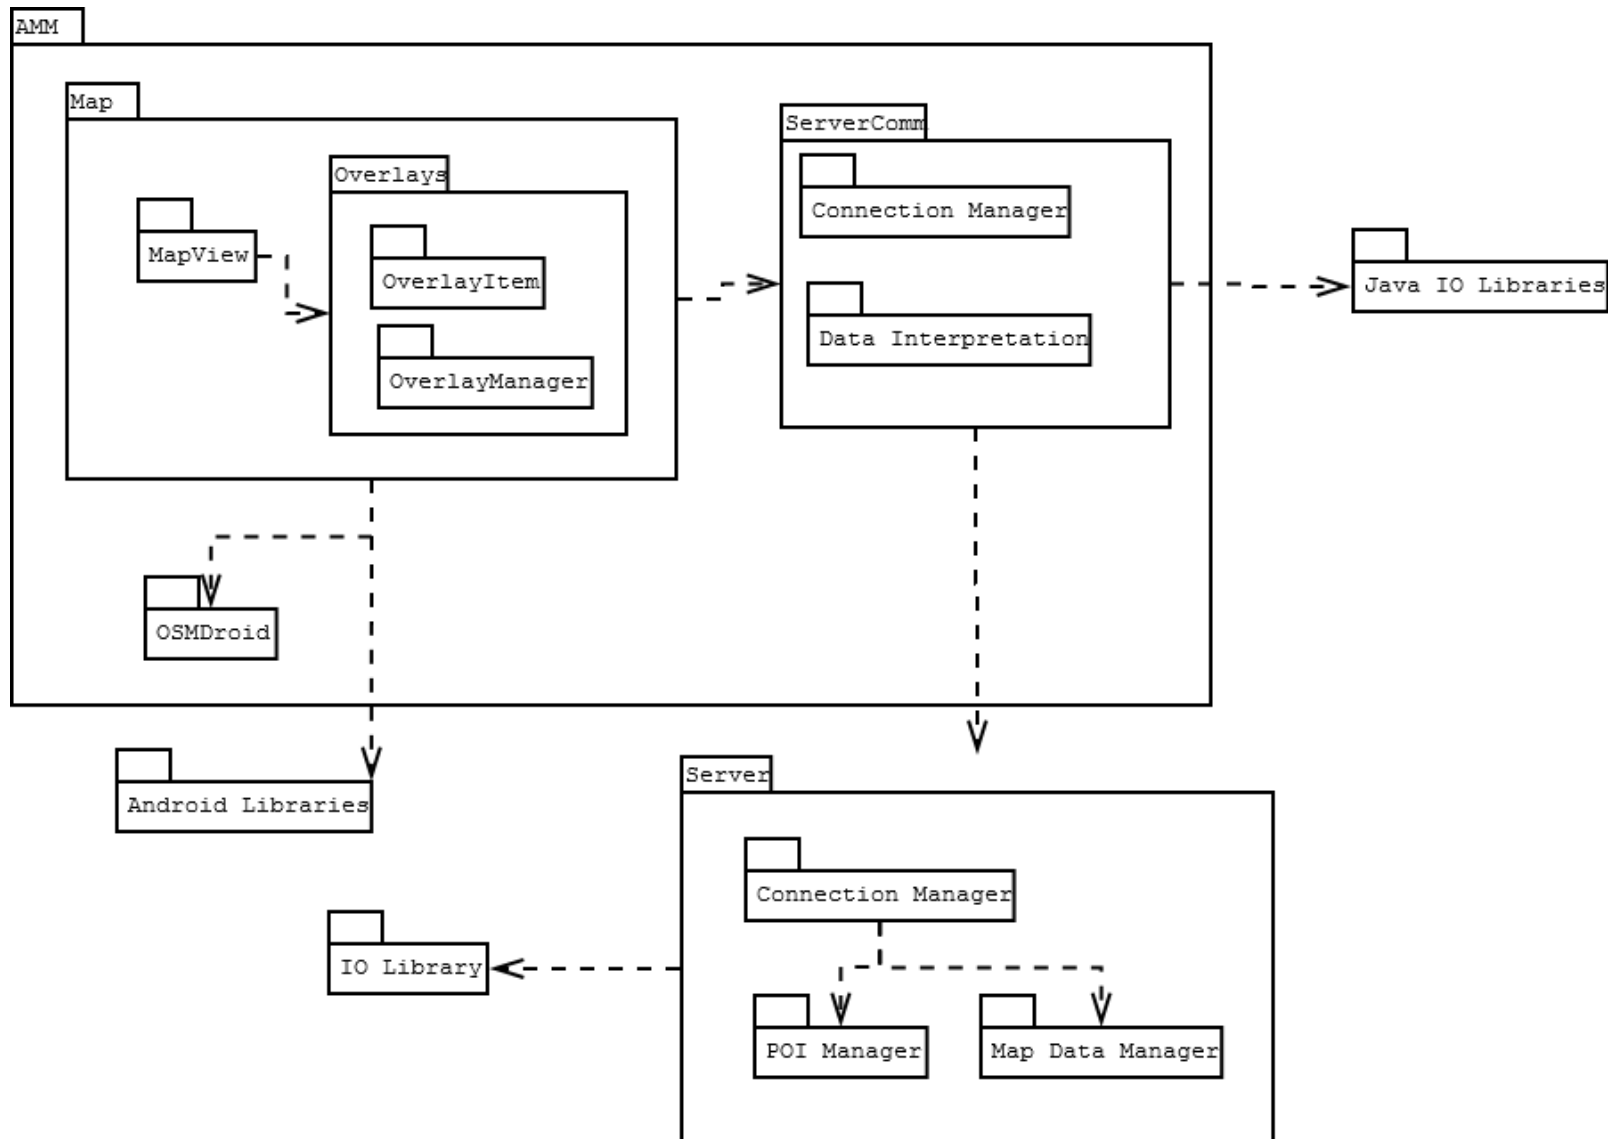 AMM
Map
ServerComm
Overlays
Connection Manager
MapView
OverlayItem
Java IO Libraries
Data Interpretation
OverlayManager
OSMDroid
Server
Android Libraries
Connection Manager
IO Library
POI Manager
Map Data Manager